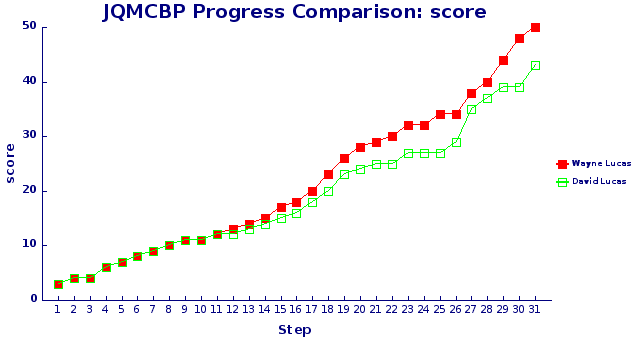 JQMCBP Progress Comparison: score
50
40
30
20
10
0
score
1 2 3 4 5 6 7 8 9 10 11 12 13 14 15 16 17 18 19 20 21 22 23 24 25 26 27 28 29 30 31
Step
Wayne Lucas
David Lucas